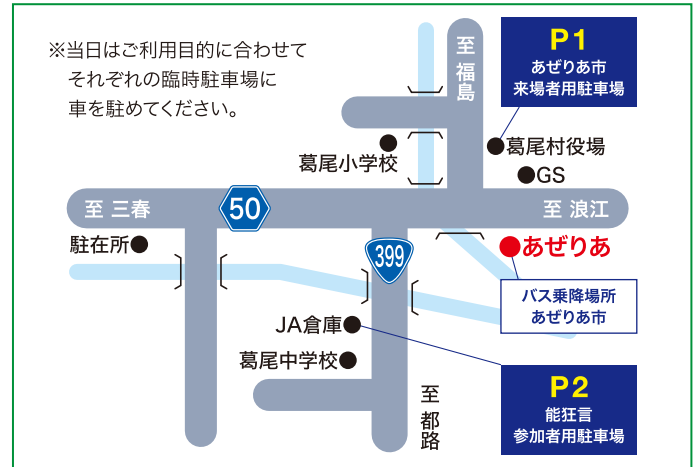 ※当日はご利用目的に合わせて
それぞれの臨時駐車場に
車を駐めてください。
至 福島
P1
あぜりあ市
来場者用駐車場
葛尾小学校
葛尾村役場
GS
至 三春
50
至 浪江
駐在所
399
あぜりあ
バス乗降場所
あぜりあ市
JA倉庫
葛尾中学校
至 都路
P2
能狂言
参加者用駐車場